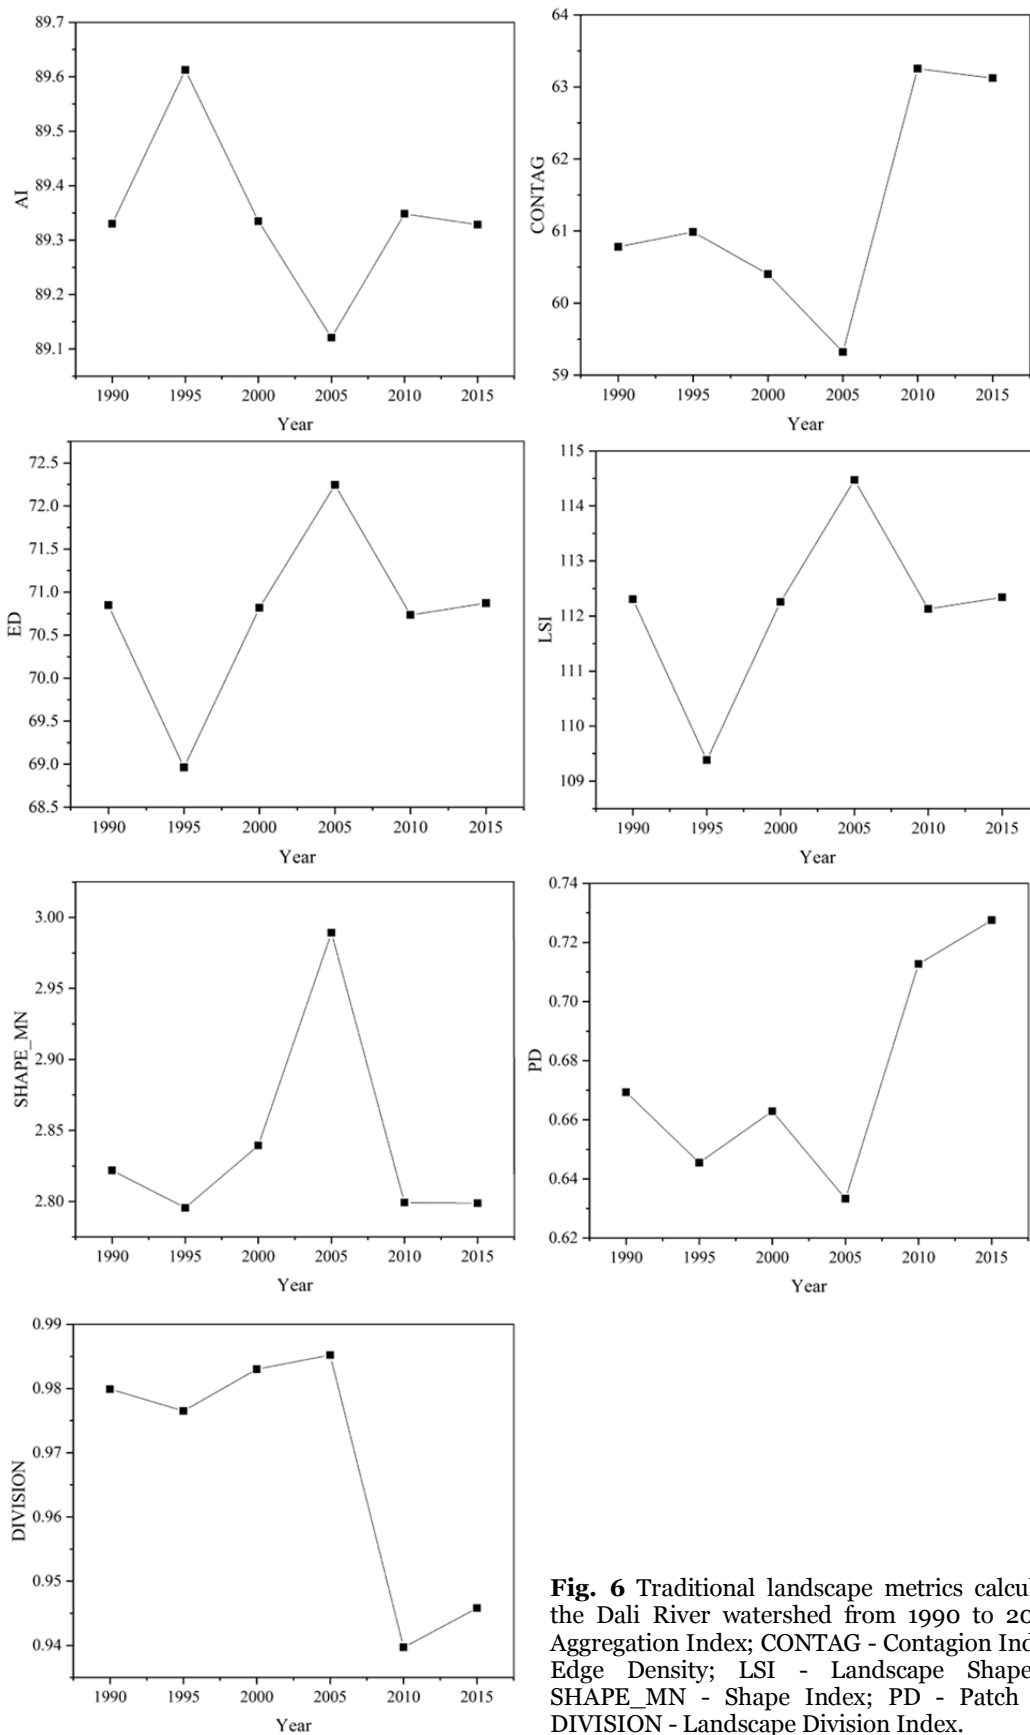 89.7
89.6
89.5
89.4
89.3
89.2
89.1
AI
1990 1995 2000 2005 2010 2015
Year
64
63
62
61
60
59
CONTAG
1990 1995 2000 2005 2010 2015
Year
72.5
72.0
71.5
71.0
70.5
70.0
69.5
69.0
68.5
ED
1990 1995 2000 2005 2010 2015
Year
115
114
113
112
111
110
109
LSI
1990 1995 2000 2005 2010 2015
Year
3.00
2.95
2.90
2.85
2.80
SHAPE_MN
1990 1995 2000 2005 2010 2015
Year
0.74
0.72
0.70
0.68
0.66
0.64
0.62
PD
1990 1995 2000 2005 2010 2015
Year
0.99
0.98
0.97
0.96
0.95
0.94
DIVISION
1990 1995 2000 2005 2010 2015
Year
Fig. 6 Traditional landscape metrics calcul
the Dali River watershed from 1990 to 20
Aggregation Index; CONTAG - Contagion Ind
Edge Density; LSI - Landscape Shape
SHAPE_MN - Shape Index; PD - Patch
DIVISION - Landscape Division Index.